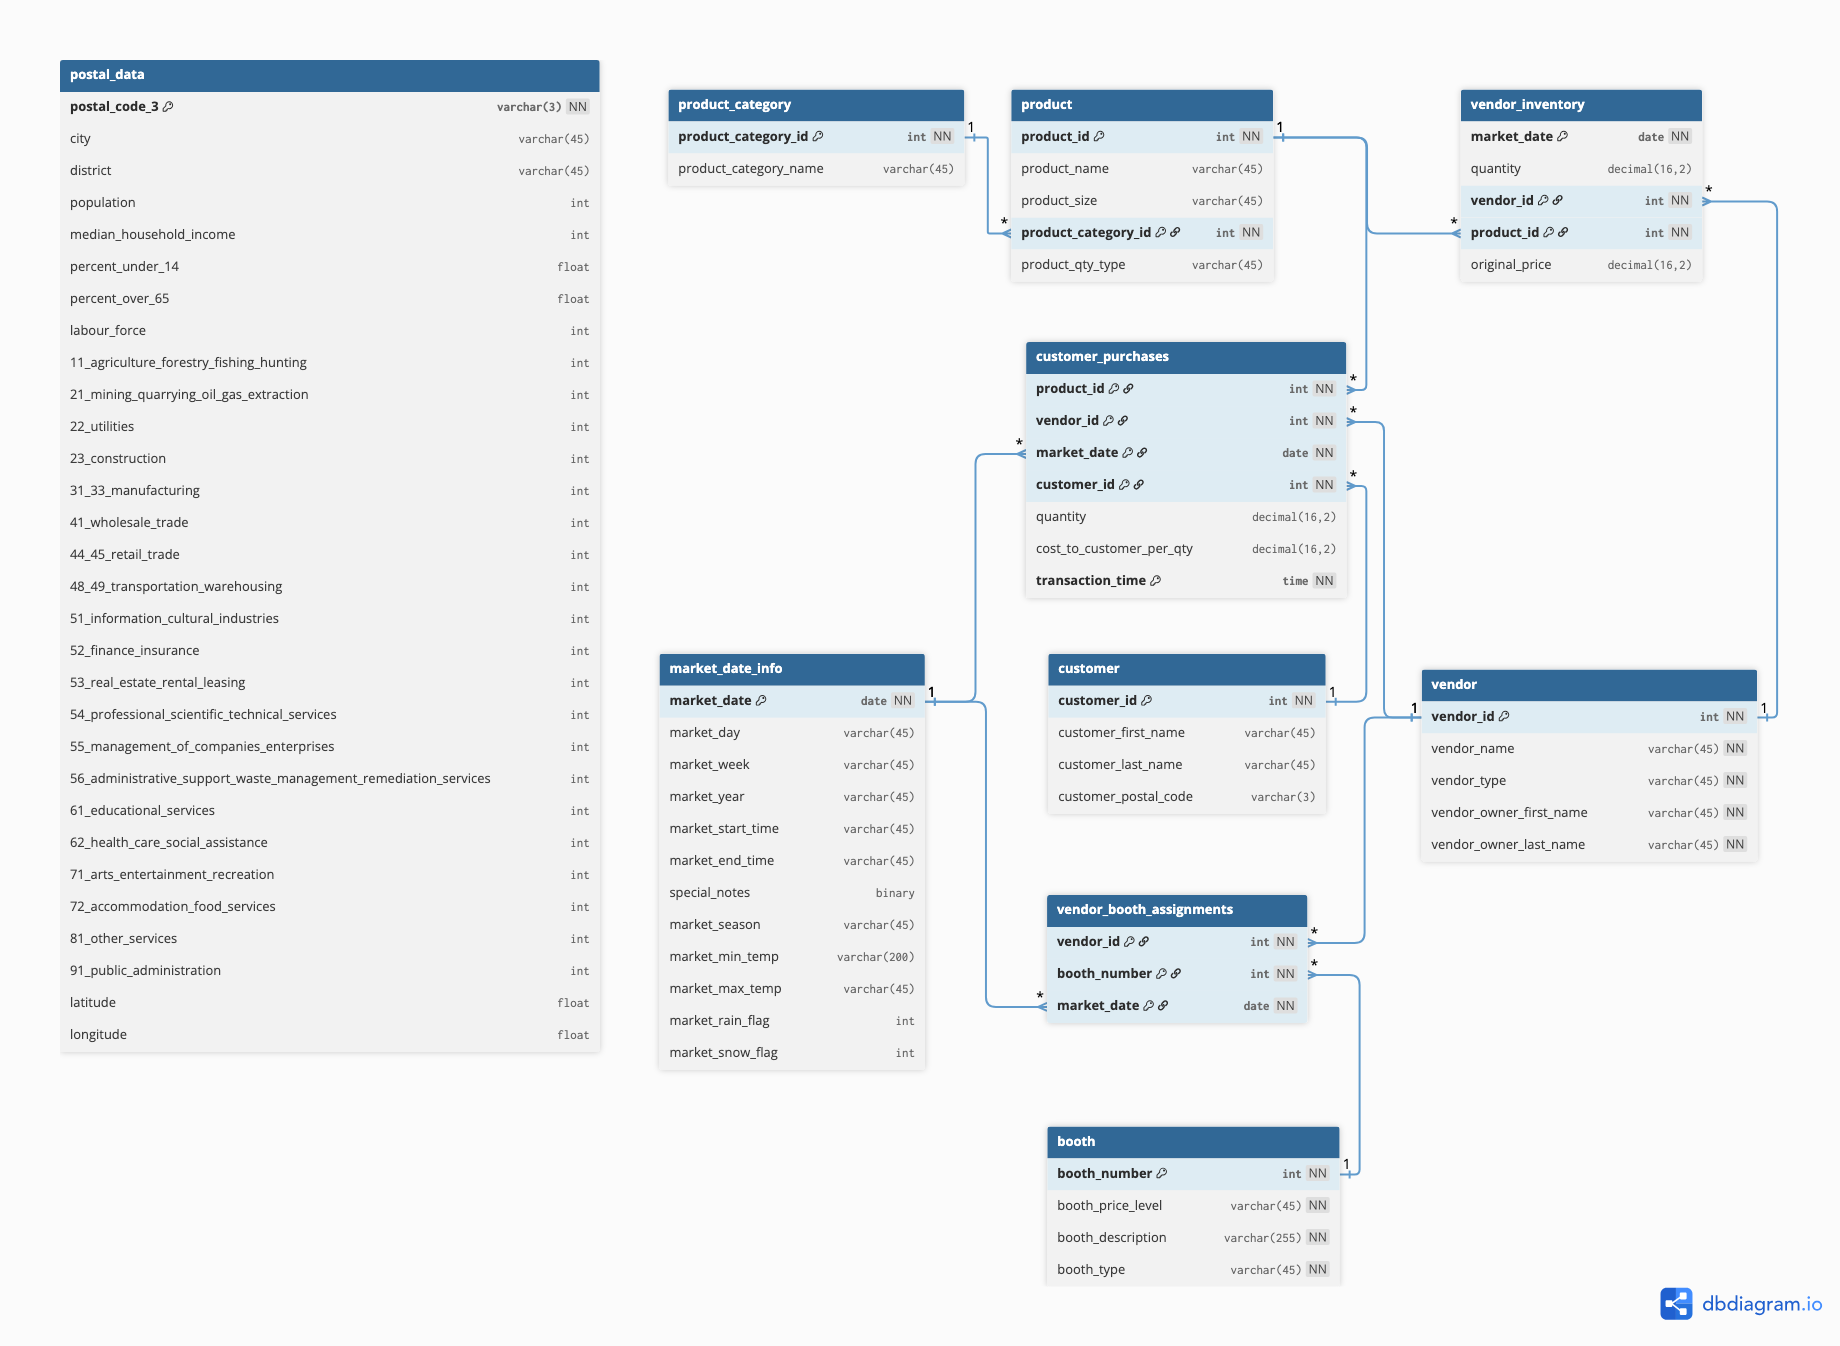 postal_data
postal_code_3 varchar(3) NN
city varchar(45)
district varchar(45)
population int
median_household_income int
percent_under_14 float
percent_over_65 float
labour_force int
11_agriculture_forestry_fishing_hunting int
21_mining_quarrying_oil_gas_extraction int
22_utilities int
23_construction int
31_33_manufacturing int
41_wholesale_trade int
44_45_retail_trade int
48_49_transportation_warehousing int
51_information_cultural_industries int
52_finance_insurance int
53_real_estate_rental_leasing int
54_professional_scientific_technical_services int
55_management_of_companies_enterprises int
56_administrative_support_waste_management_remediation_services int
61_educational_services int
62_health_care_social_assistance int
71_arts_entertainment_recreation int
72_accommodation_food_services int
81_other_services int
91_public_administration int
latitude float
longitude float
product_category
product_category_id int NN 1
product_category_name varchar(45)
product
product_id int NN 1
product_name varchar(45)
product_size varchar(45)
* product_category_id int NN
product_qty_type varchar(45)
vendor_inventory
market_date date NN
quantity decimal(16,2)
vendor_id int NN *
* product_id int NN
original_price decimal(16,2)
customer_purchases
product_id int NN *
vendor_id int NN *
* market_date date NN
customer_id int NN *
quantity decimal(16,2)
cost_to_customer_per_qty decimal(16,2)
transaction_time time NN
market_date_info
market_date date NN 1
market_day varchar(45)
market_week varchar(45)
market_year varchar(45)
market_start_time varchar(45)
market_end_time varchar(45)
special_notes binary
market_season varchar(45)
market_min_temp varchar(200)
market_max_temp varchar(45)
market_rain_flag int
market_snow_flag int
customer
customer_id int NN 1
customer_first_name varchar(45)
customer_last_name varchar(45)
customer_postal_code varchar(3)
vendor
1 vendor_id int NN 1
vendor_name varchar(45) NN
vendor_type varchar(45) NN
vendor_owner_first_name varchar(45) NN
vendor_owner_last_name varchar(45) NN
vendor_booth_assignments
vendor_id int NN *
booth_number int NN *
* market_date date NN
booth
booth_number int NN 1
booth_price_level varchar(45) NN
booth_description varchar(255) NN
booth_type varchar(45) NN
dbdiagram.io